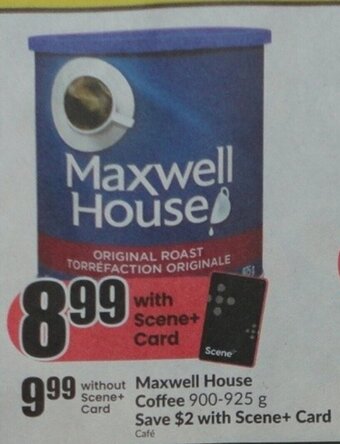 Maxwell
House
ORIGINAL ROAST
TORRÉFACTION ORIGINALE
8.99 with Scene+ Card
Scene+
9.99 without Scene+ Card
Maxwell House
Coffee 900-925 g
Save $2 with Scene+ Card
Café